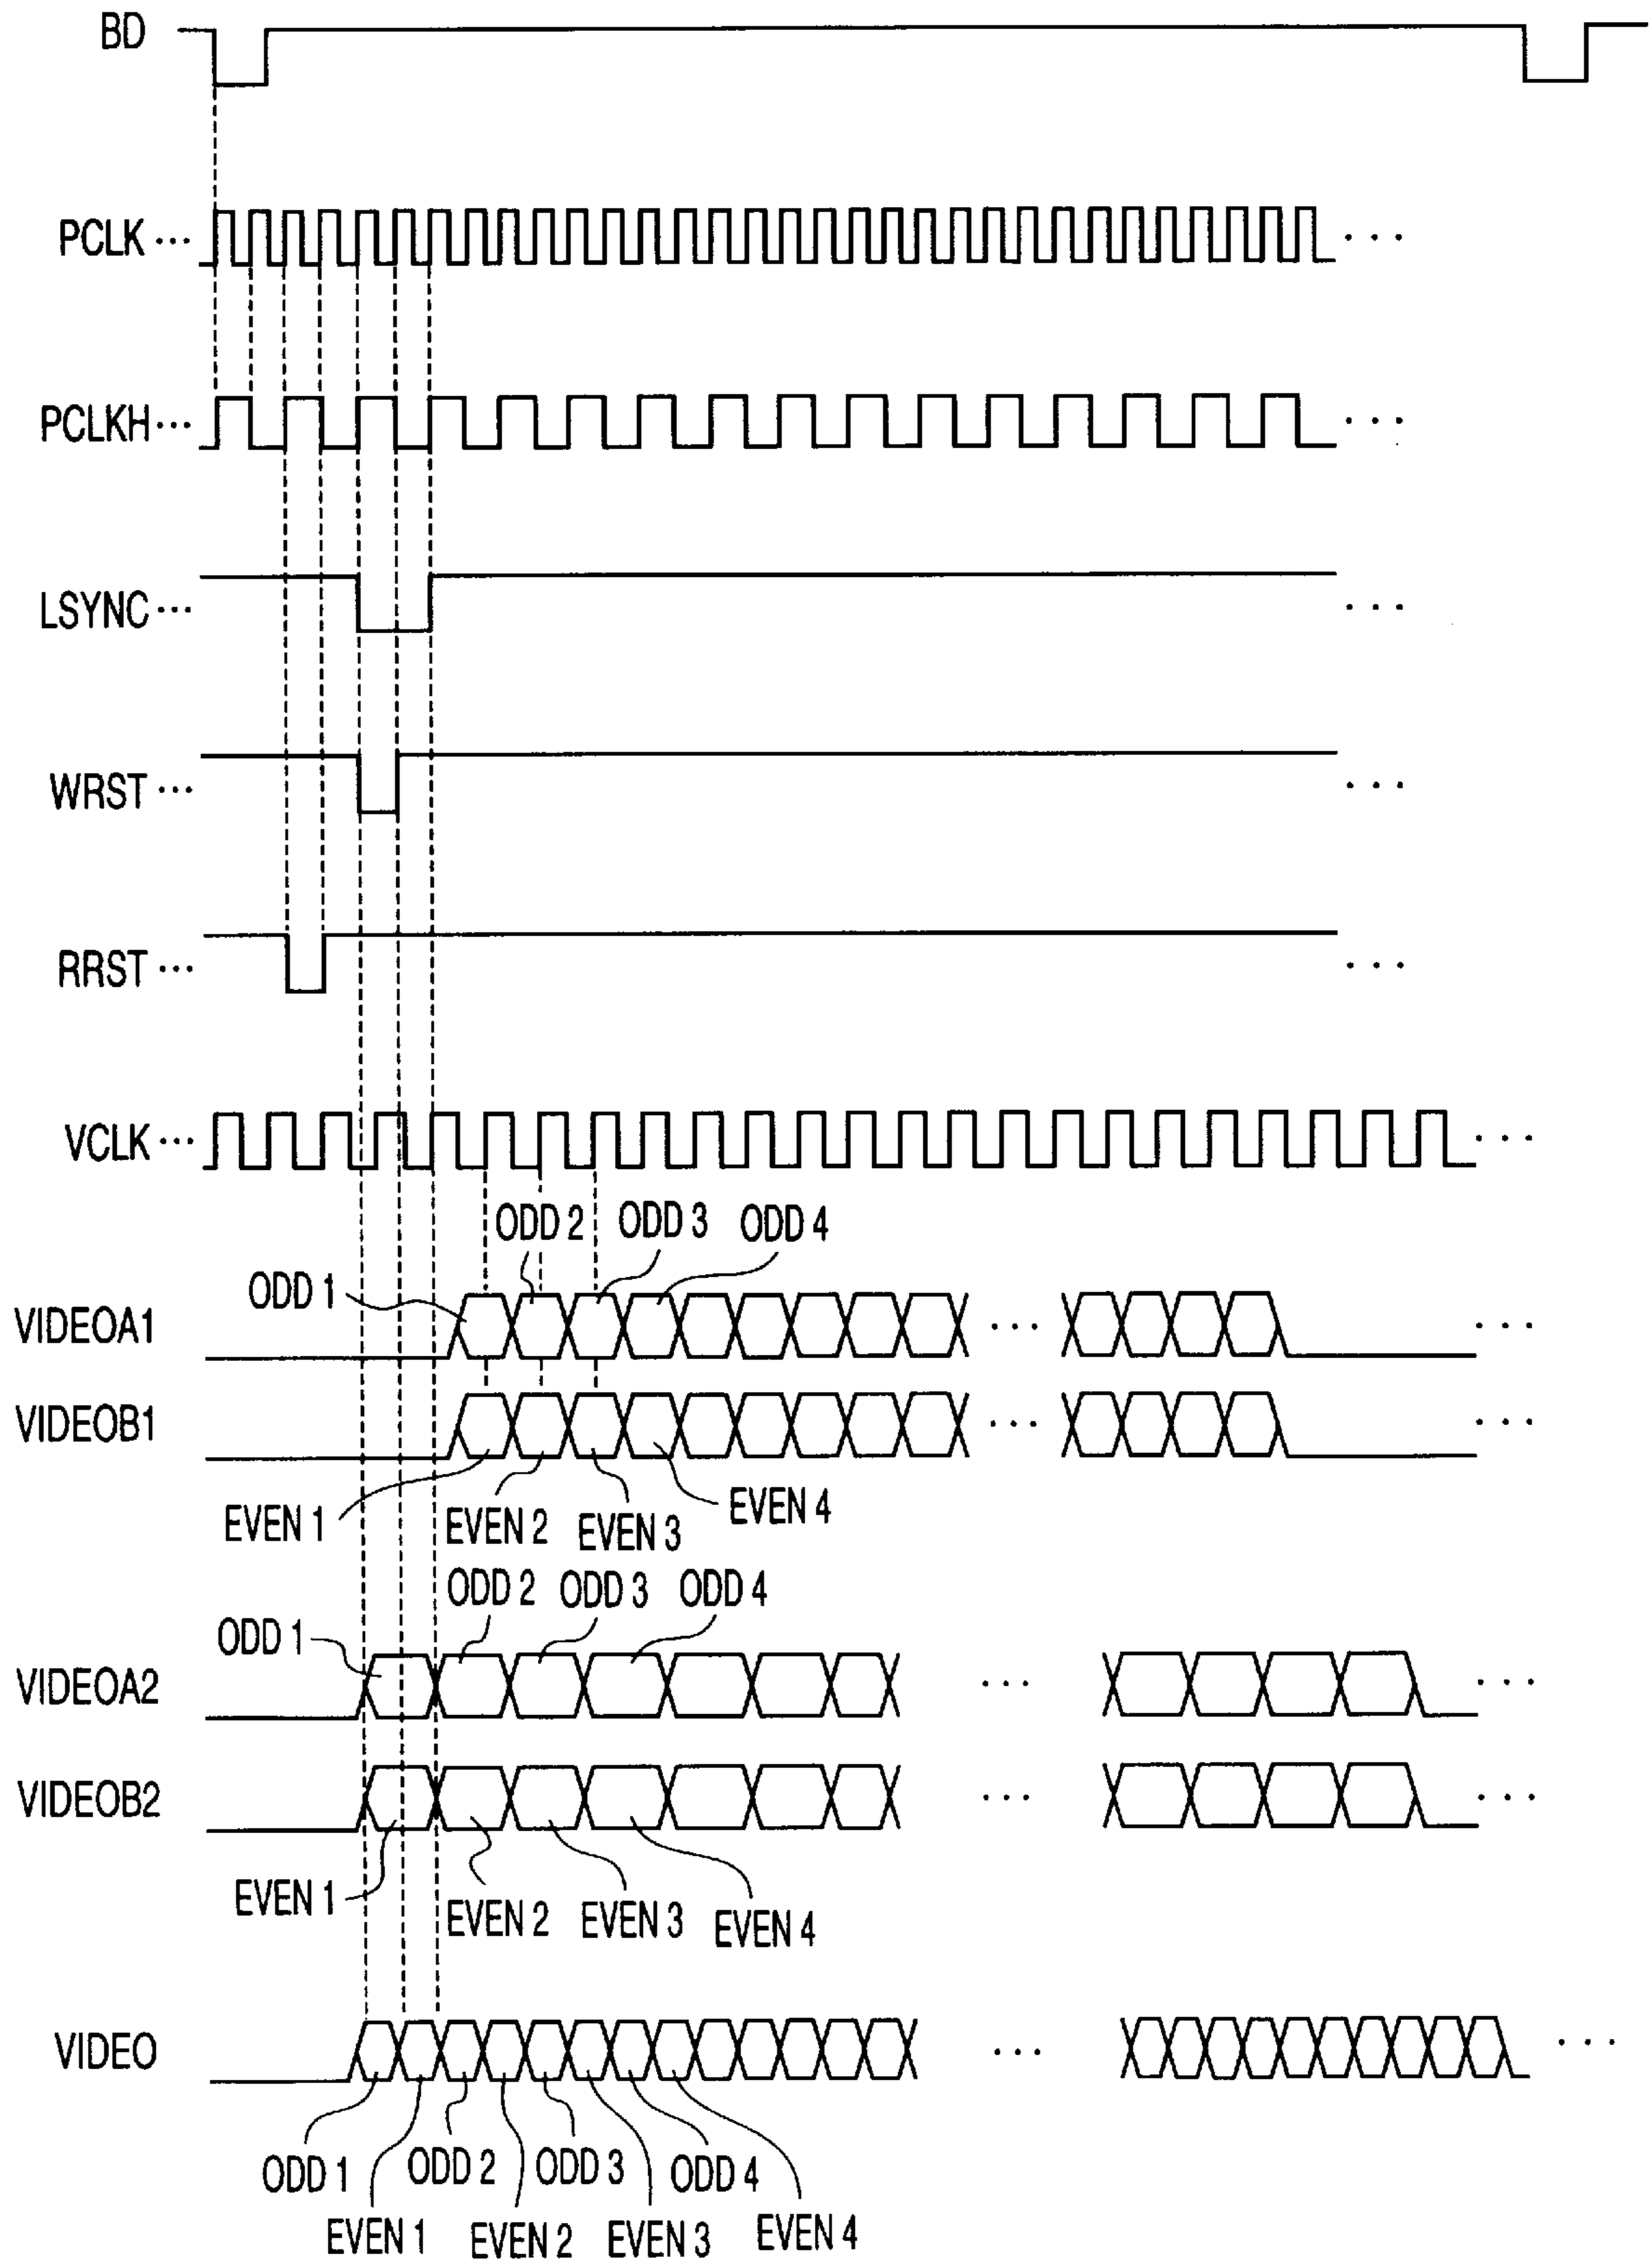 BD
PCLK ··· ···
PCLKH ··· ···
LSYNC ··· ···
WRST ··· ···
RRST ··· ···
VCLK ··· ···
ODD 2 ODD 3 ODD 4
ODD 1
VIDEOA1 ··· ···
VIDEOB1 ··· ···
EVEN 1 EVEN 2 EVEN 3 EVEN 4
ODD 2 ODD 3 ODD 4
ODD 1
VIDEOA2 ··· ···
VIDEOB2 ··· ···
EVEN 1 EVEN 2 EVEN 3 EVEN 4
VIDEO ··· ···
ODD 1 ODD 2 ODD 3 ODD 4
EVEN 1 EVEN 2 EVEN 3 EVEN 4